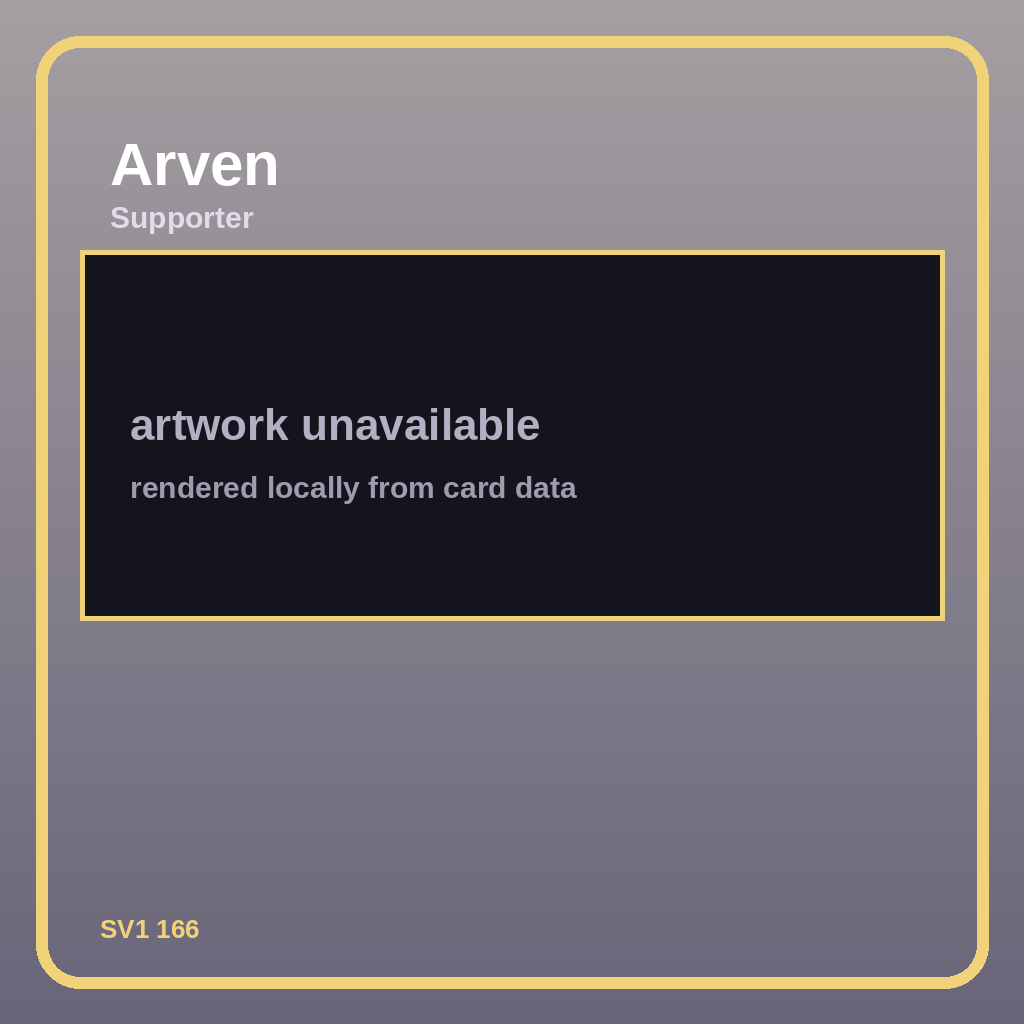 Arven
Supporter
artwork unavailable
rendered locally from card data
SV1 166